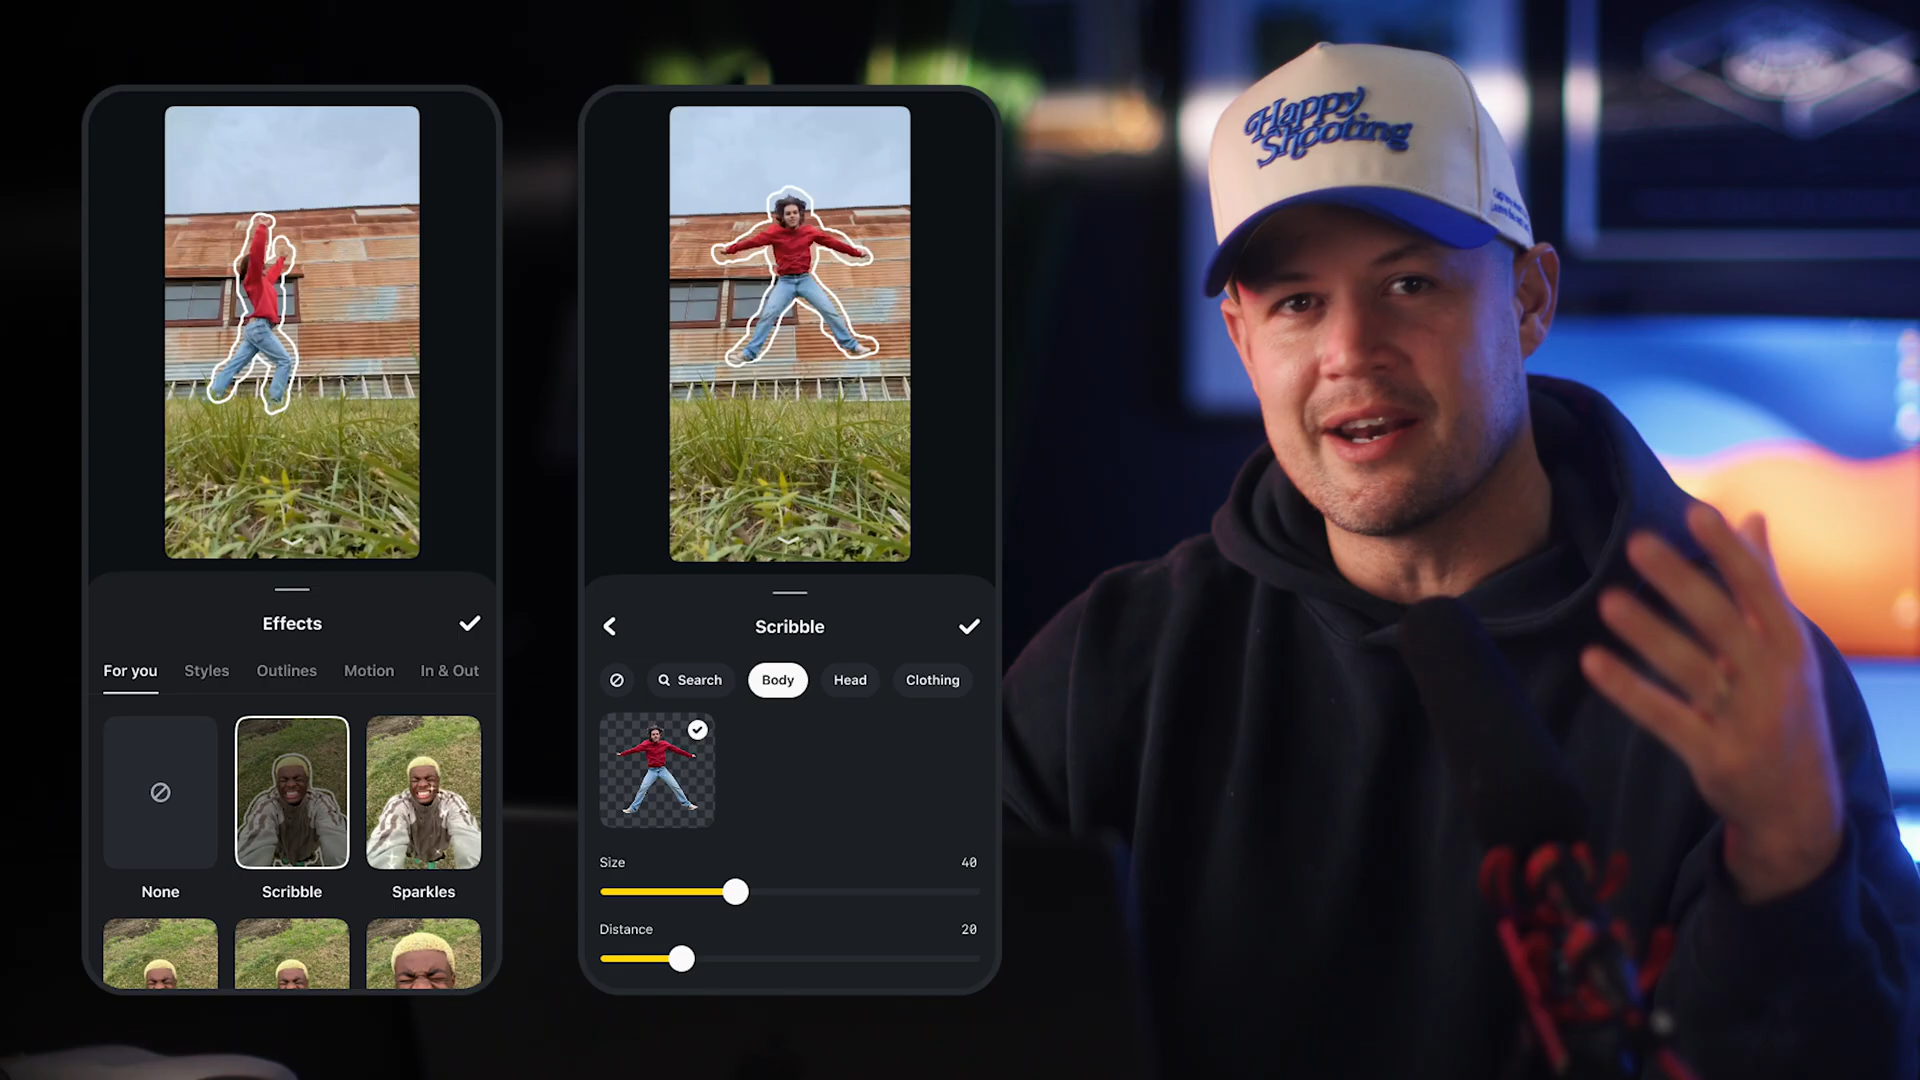 Effects
For you
Styles
Outlines
Motion
In & Out
None
Scribble
Sparkles
Scribble
Search
Body
Head
Clothing
Size
40
Distance
20
Happy
Shooting